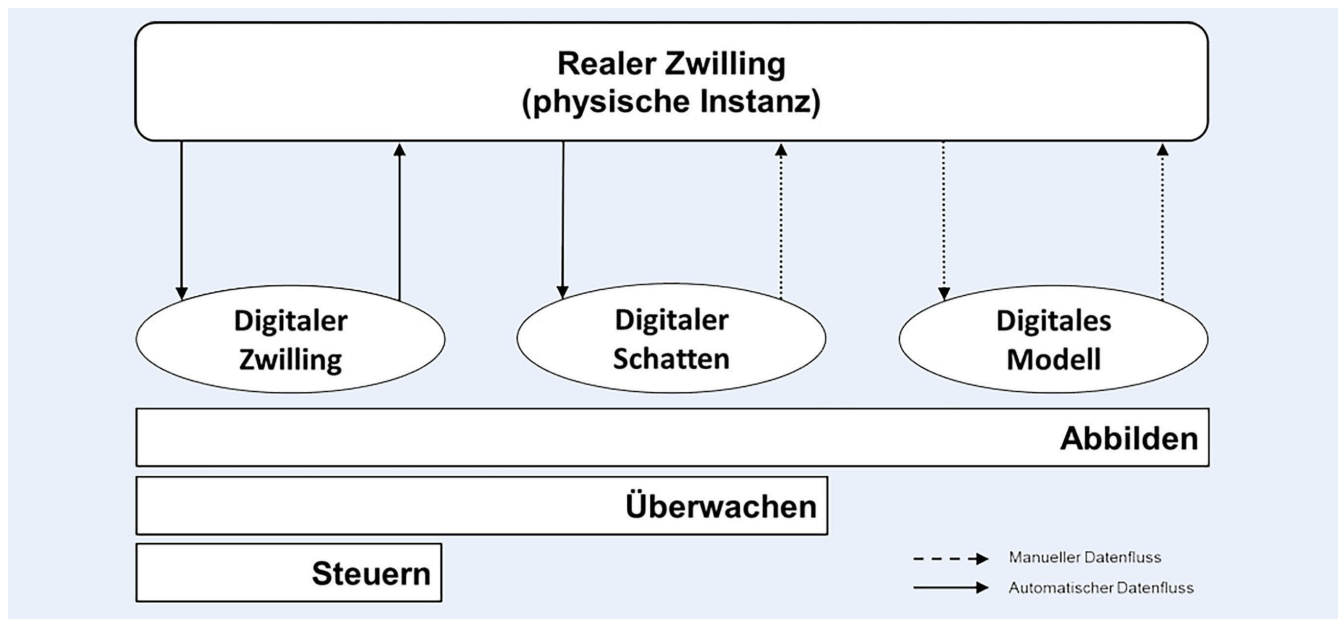 Realer Zwilling
(physische Instanz)
Digitaler
Zwilling
Digitaler
Schatten
Digitales
Modell
Abbilden
Überwachen
Steuern
Manueller Datenfluss
Automatischer Datenfluss